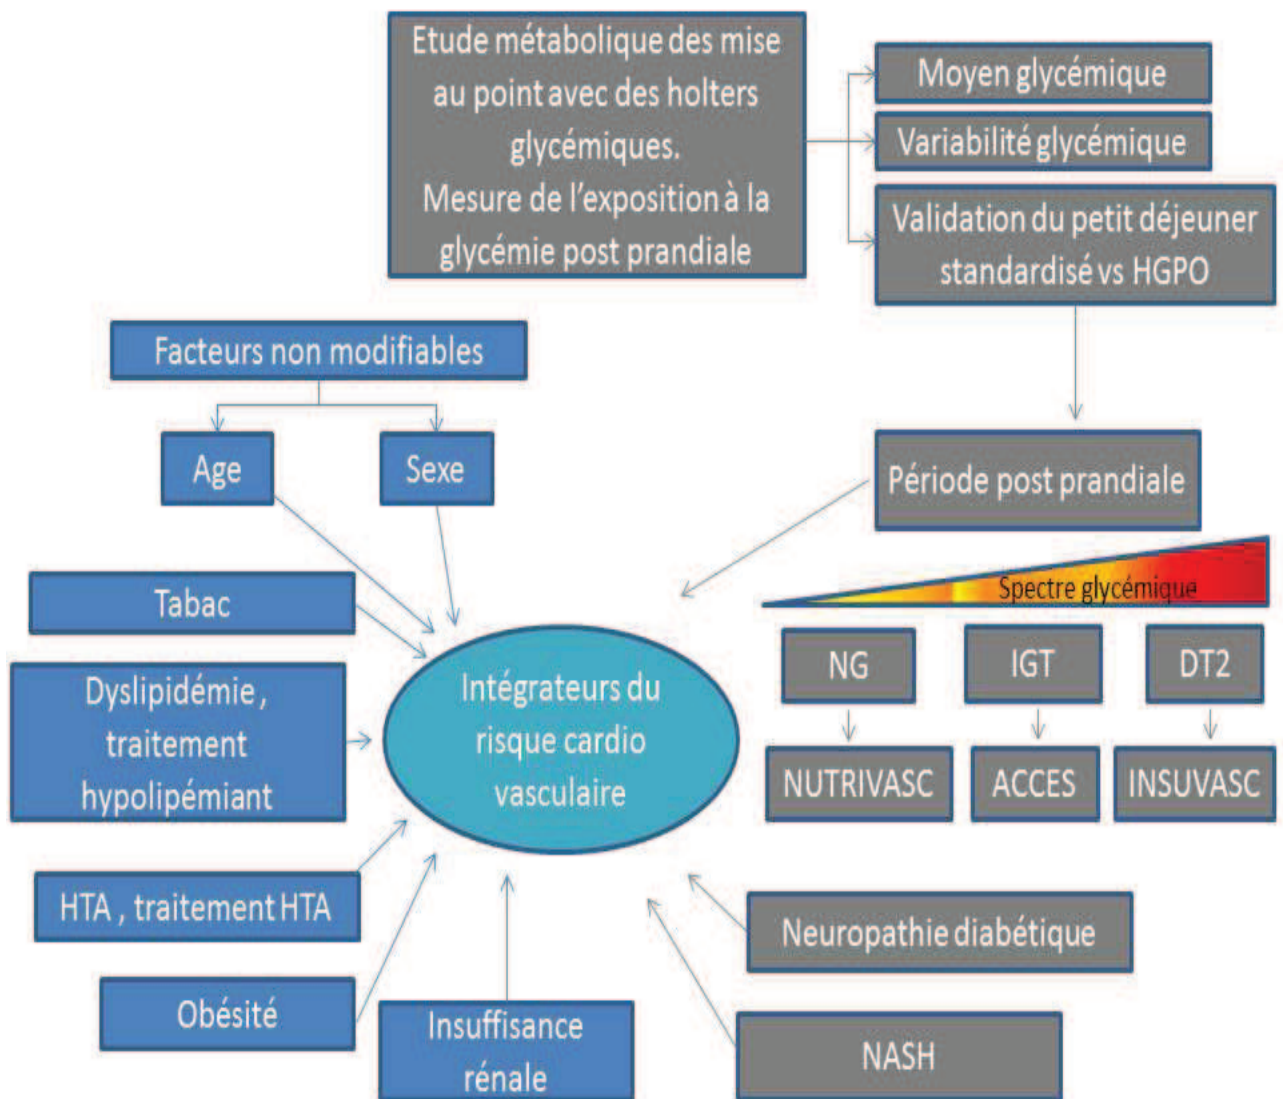 Etude métabolique des mise
au point avec des holters
glycémiques.
Mesure de l'exposition à la
glycémie post prandiale
Moyen glycémique
Variabilité glycémique
Validation du petit déjeuner
standardisé vs HGPO
Facteurs non modifiables
Age
Sexe
Période post prandiale
Tabac
Spectre glycémique
Dyslipidémie ,
traitement
hypolipémiant
Intégrateurs du
risque cardio
vasculaire
NG
IGT
DT2
NUTRIVASC
ACCES
INSUVASC
HTA , traitement HTA
Neuropathie diabétique
Obésité
Insuffisance
rénale
NASH